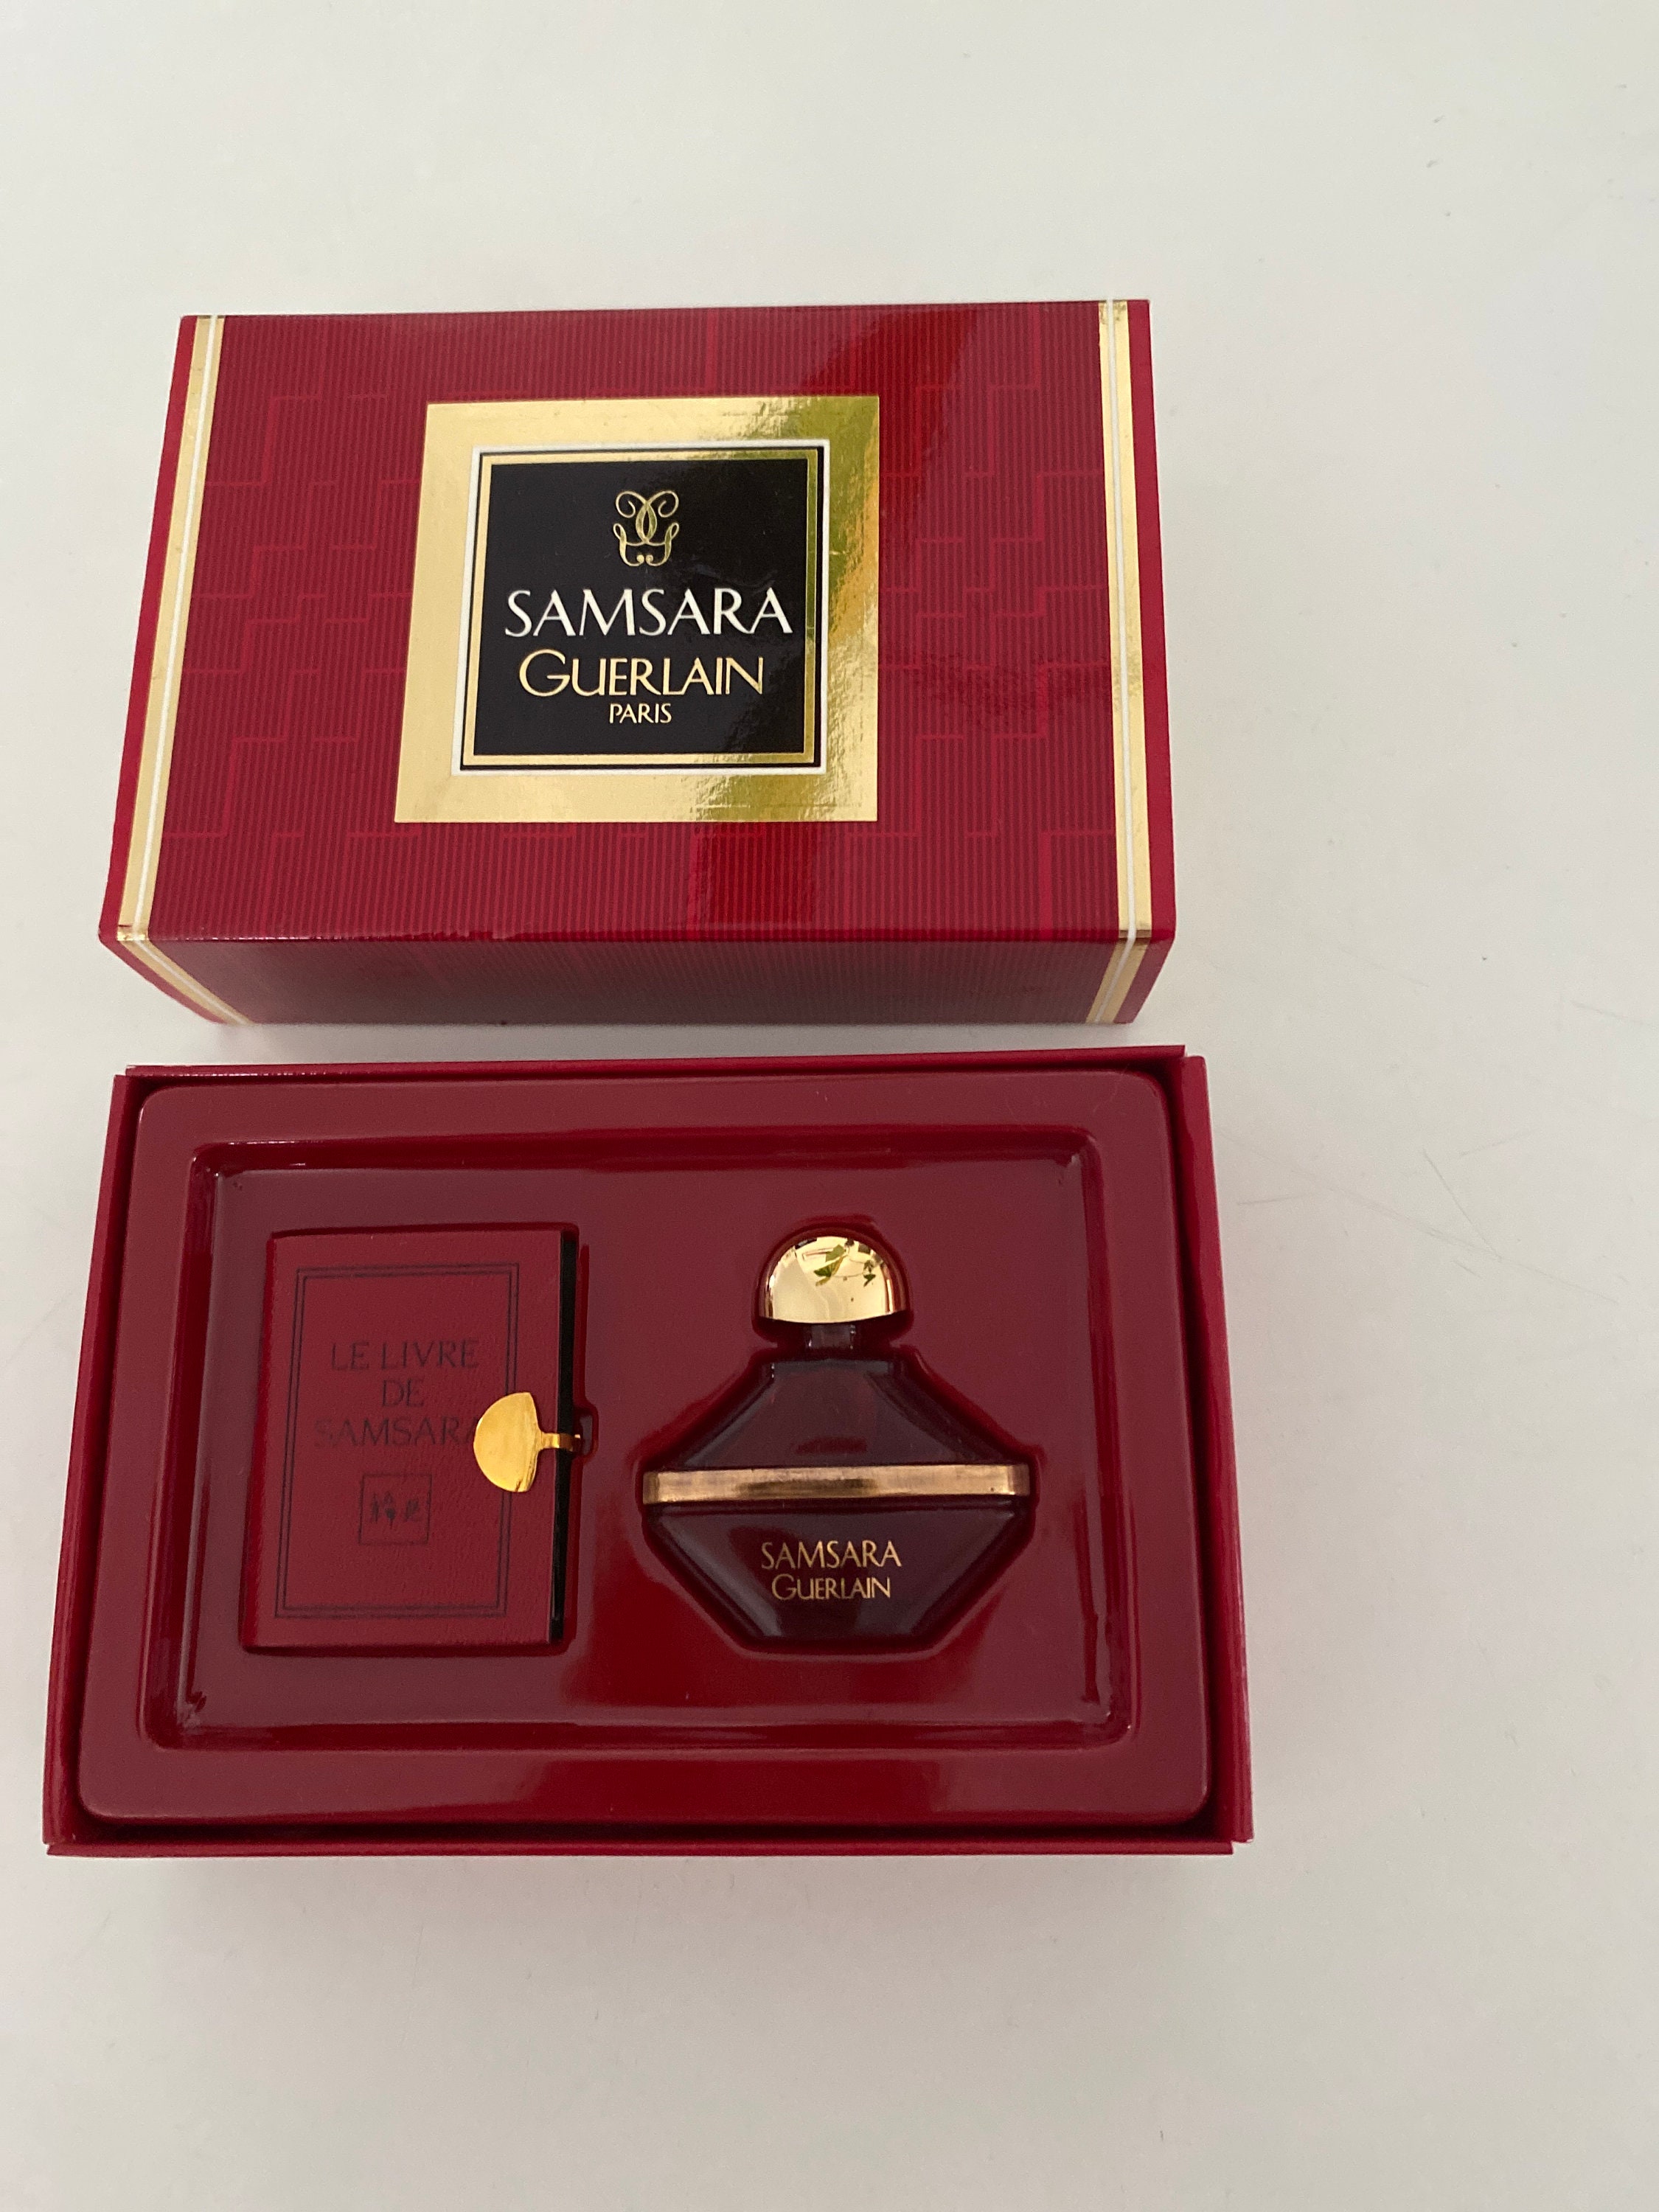 SAMSARA
GUERLAIN
PARIS
LE LIVRE
DE
SAMSARA
SAMSARA
GUERLAIN